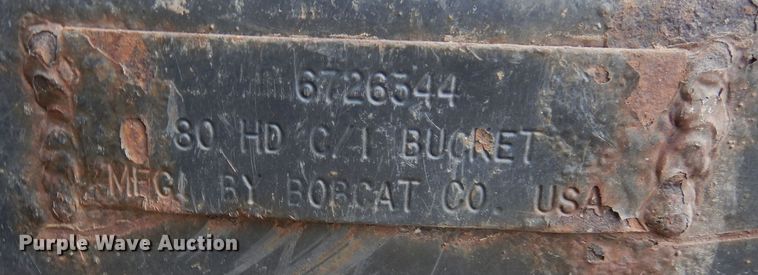 6726344
80 HD C/I BUCKET
MFG. BY BOBCAT CO. USA
Purple Wave Auction